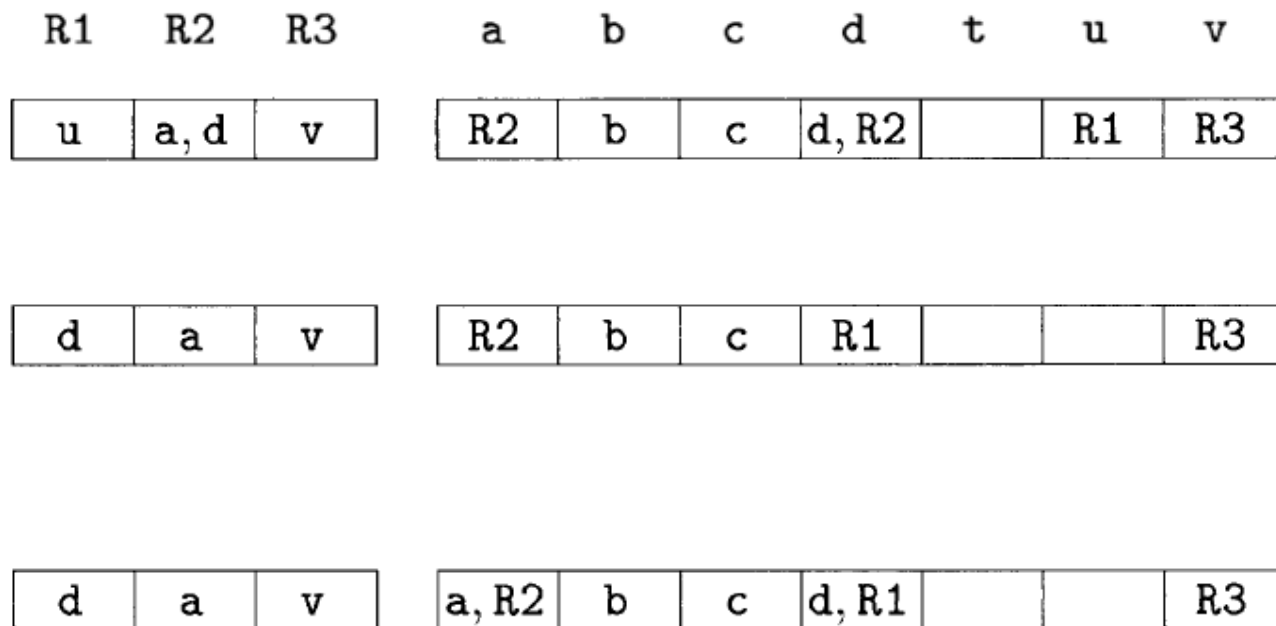 R1 R2 R3 a b c d t u v
u a, d v R2 b c d, R2 R1 R3
d a v R2 b c R1 R3
d a v a, R2 b c d, R1 R3